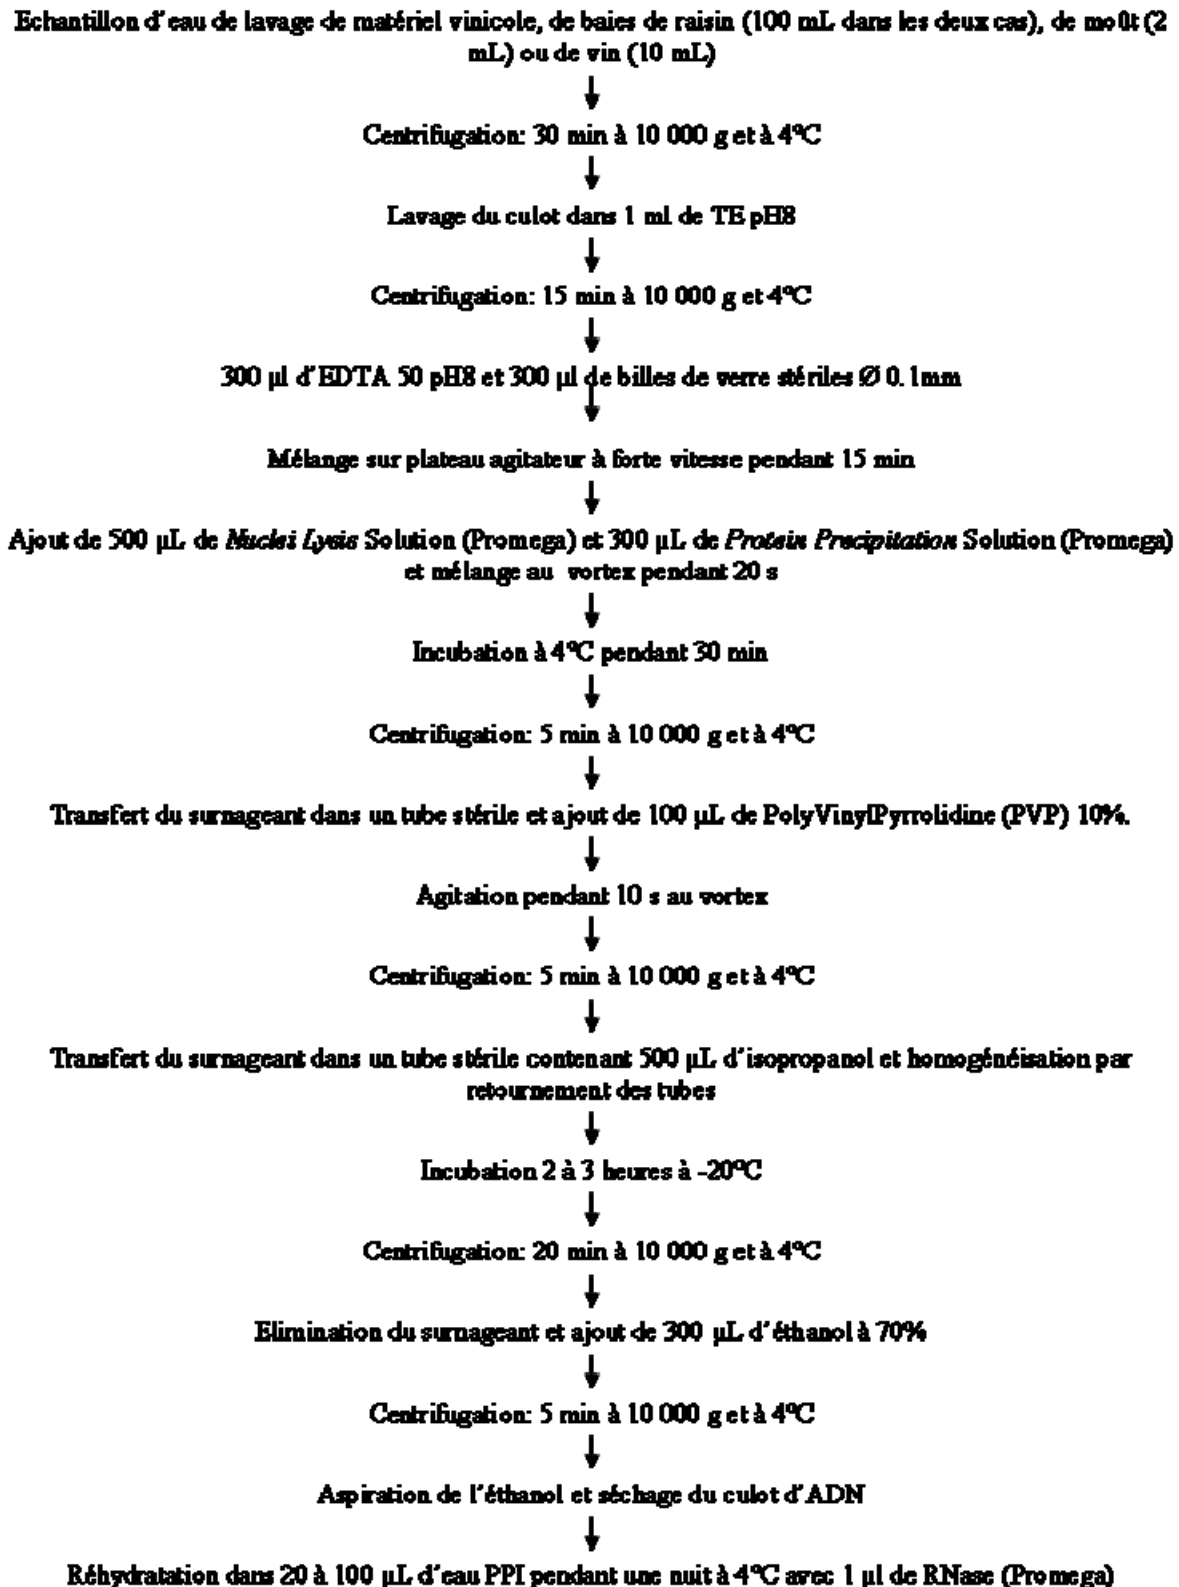 Echantillon d'eau de lavage de matériel vinicole, de baies de raisin (100 mL dans les deux cas), de moût (2
mL) ou de vin (10 mL)
Centrifugation: 30 min à 10 000 g et à 4°C
Lavage du culot dans 1 ml de TE pH8
Centrifugation: 15 min à 10 000 g et 4°C
300 µl d'EDTA 50 pH8 et 300 µl de billes de verre stériles Ø 0.1mm
Mélange sur plateau agitateur à forte vitesse pendant 15 min
Ajout de 500 µL de Nuclei Lysis Solution (Promega) et 300 µL de Protein Precipitation Solution (Promega)
et mélange au vortex pendant 20 s
Incubation à 4°C pendant 30 min
Centrifugation: 5 min à 10 000 g et à 4°C
Transfert du surnageant dans un tube stérile et ajout de 100 µL de PolyVinylPyrrolidine (PVP) 10%.
Agitation pendant 10 s au vortex
Centrifugation: 5 min à 10 000 g et à 4°C
Transfert du surnageant dans un tube stérile contenant 500 µL d'isopropanol et homogénéisation par
retournement des tubes
Incubation 2 à 3 heures à -20°C
Centrifugation: 20 min à 10 000 g et à 4°C
Elimination du surnageant et ajout de 300 µL d'éthanol à 70%
Centrifugation: 5 min à 10 000 g et à 4°C
Aspiration de l'éthanol et séchage du culot d'ADN
Réhydratation dans 20 à 100 µL d'eau PPI pendant une nuit à 4°C avec 1 µl de RNase (Promega)